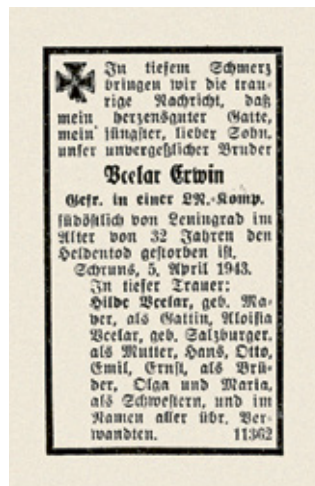 In tiefem Schmerz
bringen wir die trau-
rige Nachricht, daß
mein herzensguter Gatte,
mein jüngster, lieber Sohn,
unser unvergeßlicher Bruder
Vcelar Erwin
Gefr. in einer LN.-Komp.
südöstlich von Leningrad im
Alter von 32 Jahren den
Heldentod gestorben ist.
Schruns, 5. April 1943.
In tiefer Trauer:
Hilde Vcelar, geb. Ma-
yer, als Gattin, Aloisia
Vcelar, geb. Salzburger,
als Mutter, Hans, Otto,
Emil, Ernst, als Brü-
der, Olga und Maria,
als Schwestern, und im
Namen aller übr. Ver-
wandten. 11362